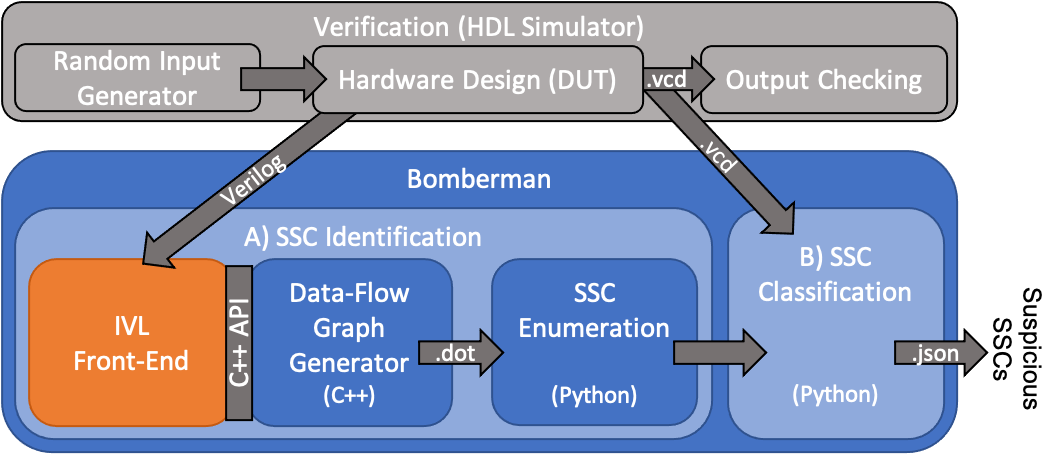 Verification (HDL Simulator)
Random Input
Generator
Hardware Design (DUT)
.vcd
Output Checking
Verilog
.vcd
Bomberman
A) SSC Identification
IVL
Front-End
C++ API
Data-Flow
Graph
Generator
(C++)
.dot
SSC
Enumeration
(Python)
B) SSC
Classification
(Python)
.json
Suspicious
SSCs